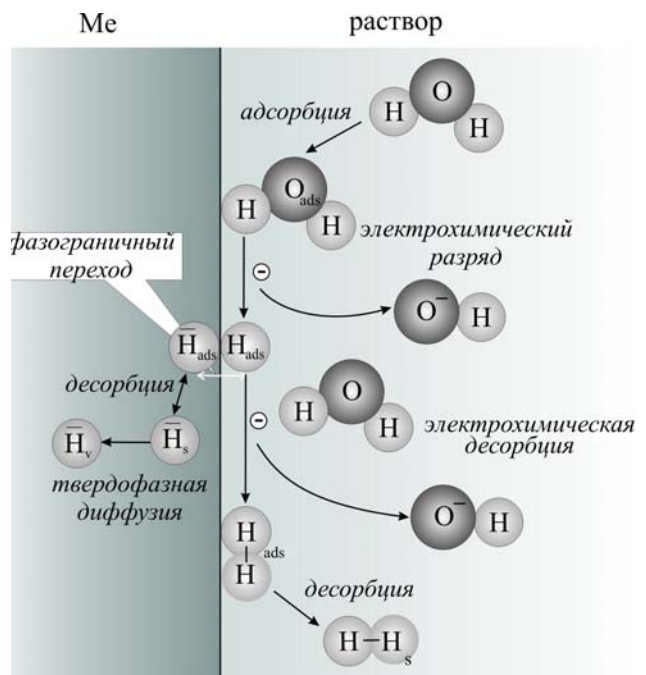 Me
раствор
O
H
H
адсорбция
O ads
H
H
фазограничный
переход
электрохимический
разряд
−
O⁻
H
H̅ ads
H ads
десорбция
O
H
H
H̅ v
H̅ s
−
электрохимическая
десорбция
твердофазная
диффузия
O⁻
H
H
ads
H
десорбция
H–H s